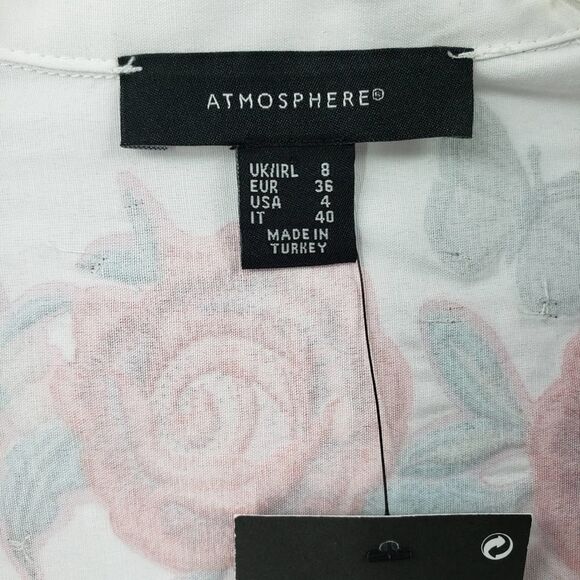 ATMOSPHERE®
UK/IRL 8
EUR 36
USA 4
IT 40
MADE IN
TURKEY